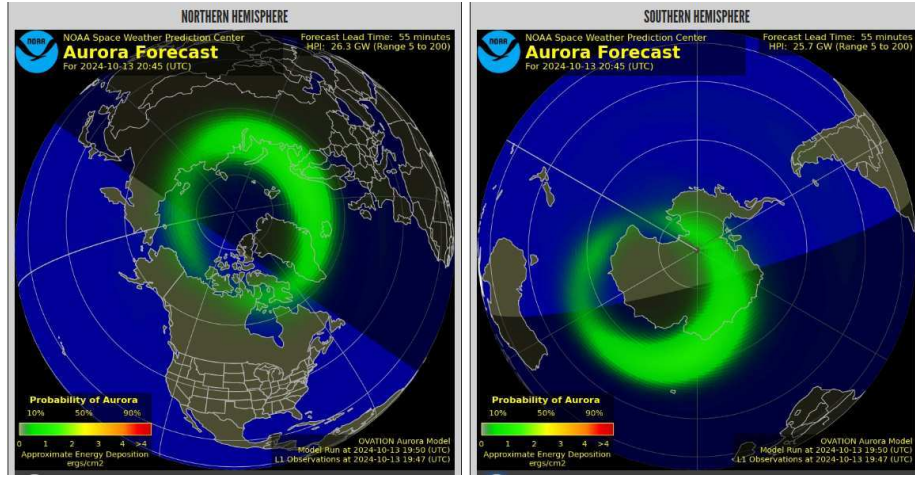 NORTHERN HEMISPHERE
NOAA
NOAA Space Weather Prediction Center
Aurora Forecast
For 2024-10-13 20:45 (UTC)
Forecast Lead Time: 55 minutes
HPI: 26.3 GW (Range 5 to 200)
Probability of Aurora
10% 50% 90%
0 1 2 3 4 >4
Approximate Energy Deposition
ergs/cm2
OVATION Aurora Model
Model Run at 2024-10-13 19:50 (UTC)
L1 Observations at 2024-10-13 19:47 (UTC)
SOUTHERN HEMISPHERE
NOAA
NOAA Space Weather Prediction Center
Aurora Forecast
For 2024-10-13 20:45 (UTC)
Forecast Lead Time: 55 minutes
HPI: 25.7 GW (Range 5 to 200)
Probability of Aurora
10% 50% 90%
0 1 2 3 4 >4
Approximate Energy Deposition
ergs/cm2
OVATION Aurora Model
Model Run at 2024-10-13 19:50 (UTC)
L1 Observations at 2024-10-13 19:47 (UTC)